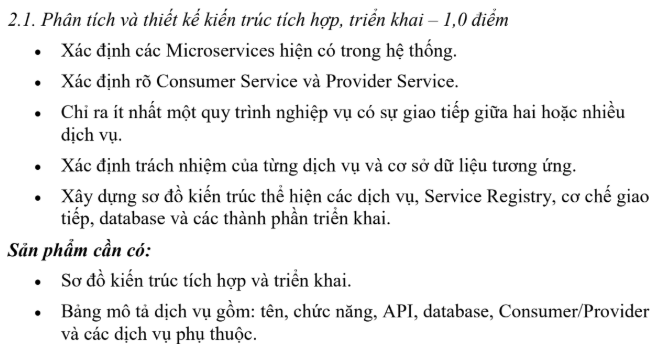 2.1. Phân tích và thiết kế kiến trúc tích hợp, triển khai – 1,0 điểm
• Xác định các Microservices hiện có trong hệ thống.
• Xác định rõ Consumer Service và Provider Service.
• Chỉ ra ít nhất một quy trình nghiệp vụ có sự giao tiếp giữa hai hoặc nhiều
dịch vụ.
• Xác định trách nhiệm của từng dịch vụ và cơ sở dữ liệu tương ứng.
• Xây dựng sơ đồ kiến trúc thể hiện các dịch vụ, Service Registry, cơ chế giao
tiếp, database và các thành phần triển khai.
Sản phẩm cần có:
• Sơ đồ kiến trúc tích hợp và triển khai.
• Bảng mô tả dịch vụ gồm: tên, chức năng, API, database, Consumer/Provider
và các dịch vụ phụ thuộc.